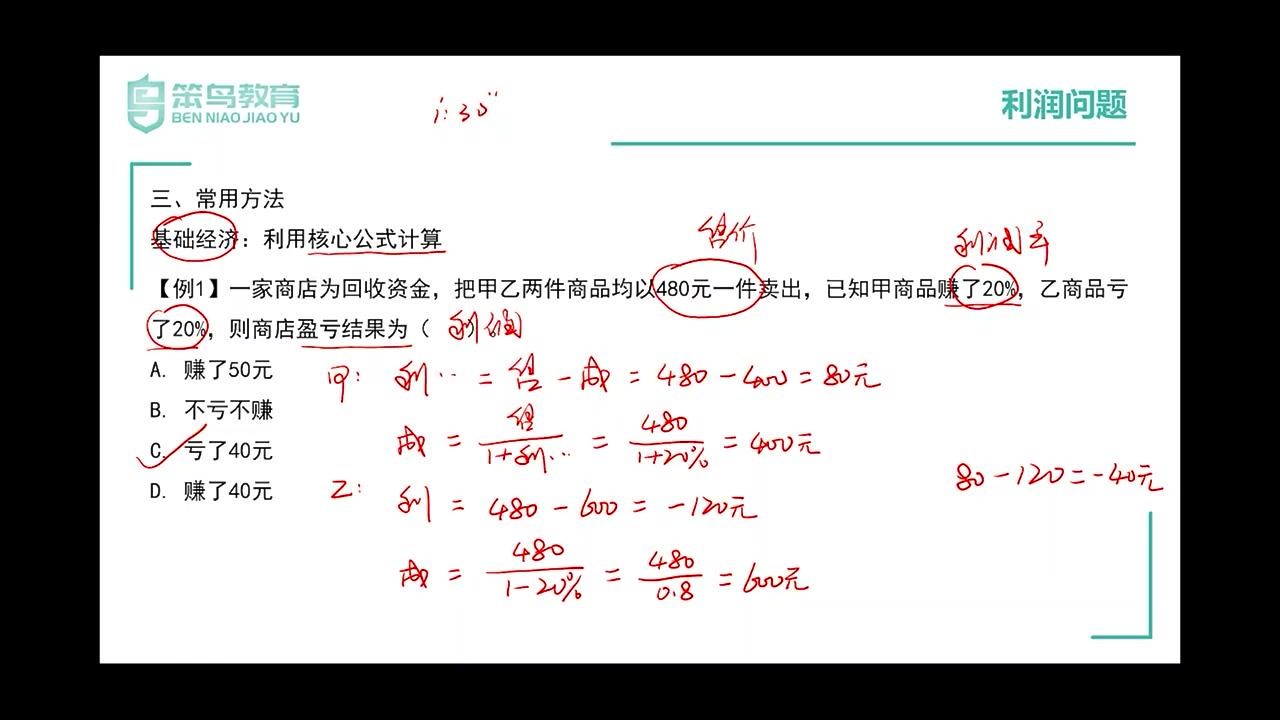 笨鸟教育
BEN NIAO JIAO YU
1:30"
利润问题
三、常用方法
基础经济：利用核心公式计算
售价
利润率
【例1】一家商店为回收资金，把甲乙两件商品均以480元一件卖出，已知甲商品赚了20%，乙商品亏
了20%，则商店盈亏结果为（ 利润
A. 赚了50元
甲: 利.. = 售 - 成 = 480 - 400 = 80元
B. 不亏不赚
成 = 售/1+利.. = 480/1+20% = 400元
C. 亏了40元
80 - 120 = -40元
D. 赚了40元
乙: 利 = 480 - 600 = -120元
成 = 480/1-20% = 480/0.8 = 600元